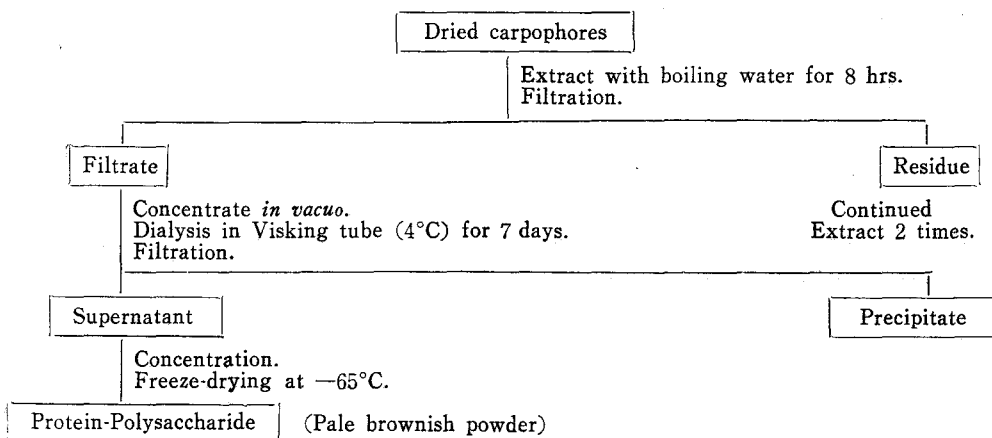 Dried carpophores
Extract with boiling water for 8 hrs.
Filtration.
Filtrate
Residue
Concentrate in vacuo.
Dialysis in Visking tube (4°C) for 7 days.
Filtration.
Continued
Extract 2 times.
Supernatant
Precipitate
Concentration.
Freeze-drying at —65°C.
Protein-Polysaccharide (Pale brownish powder)